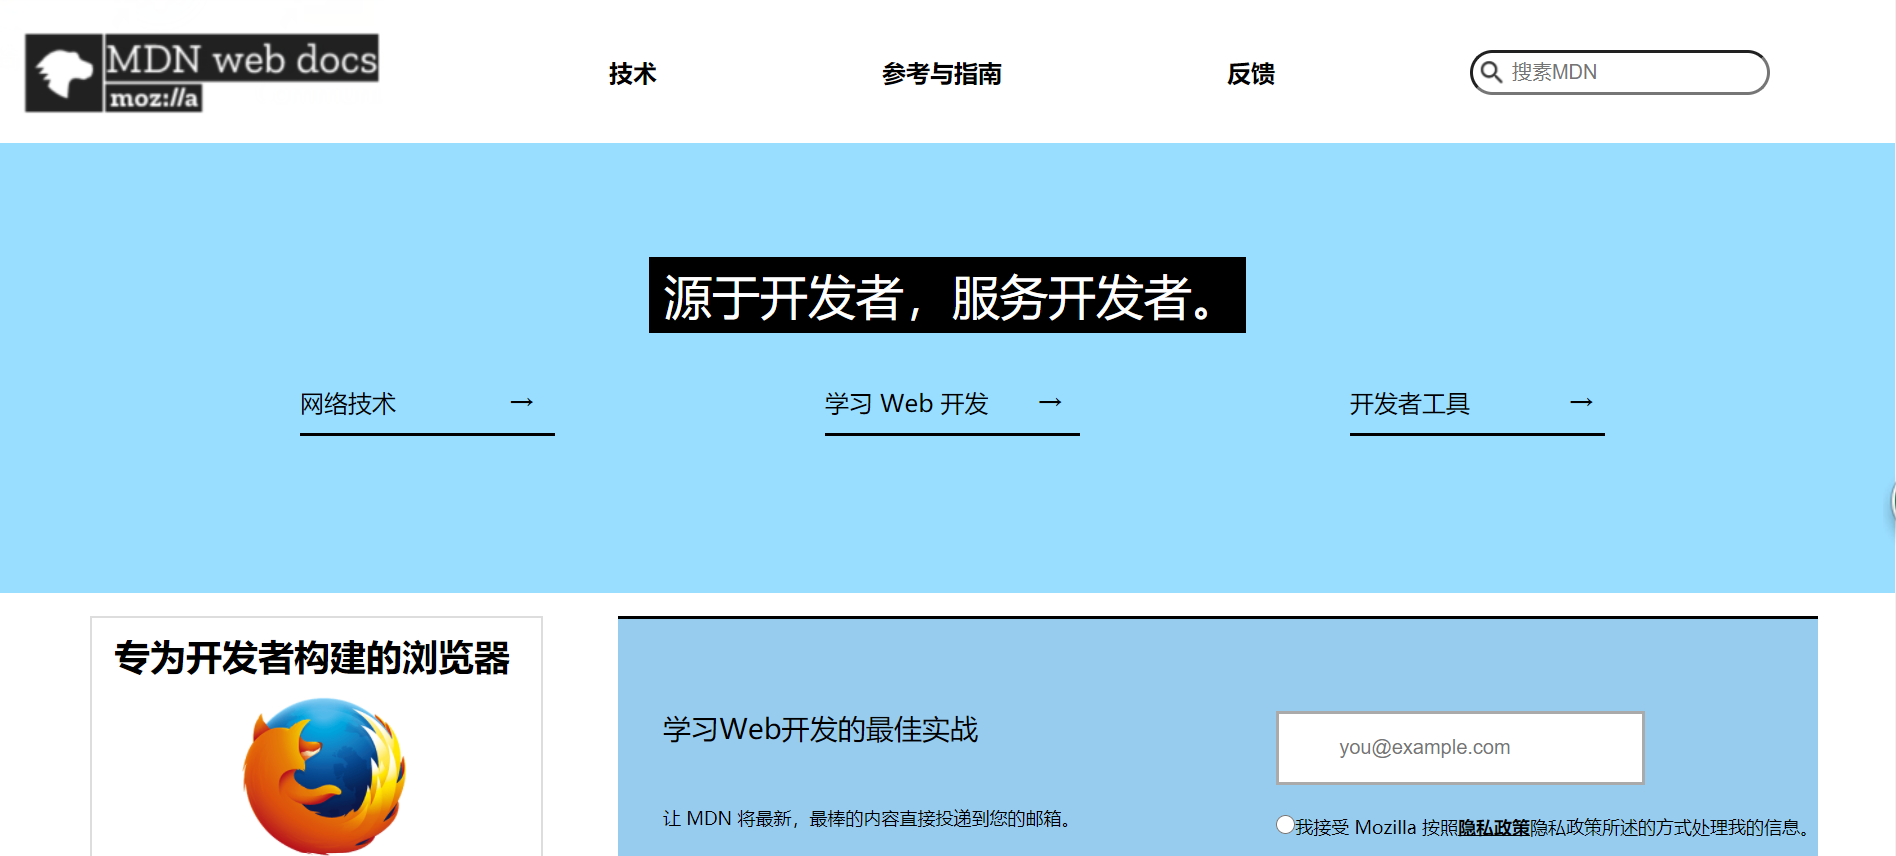 MDN web docs
moz://a
技术
参考与指南
反馈
搜素MDN
源于开发者，服务开发者。
网络技术 →
学习 Web 开发 →
开发者工具 →
专为开发者构建的浏览器
学习Web开发的最佳实战
让 MDN 将最新，最棒的内容直接投递到您的邮箱。
you@example.com
我接受 Mozilla 按照隐私政策隐私政策所述的方式处理我的信息。